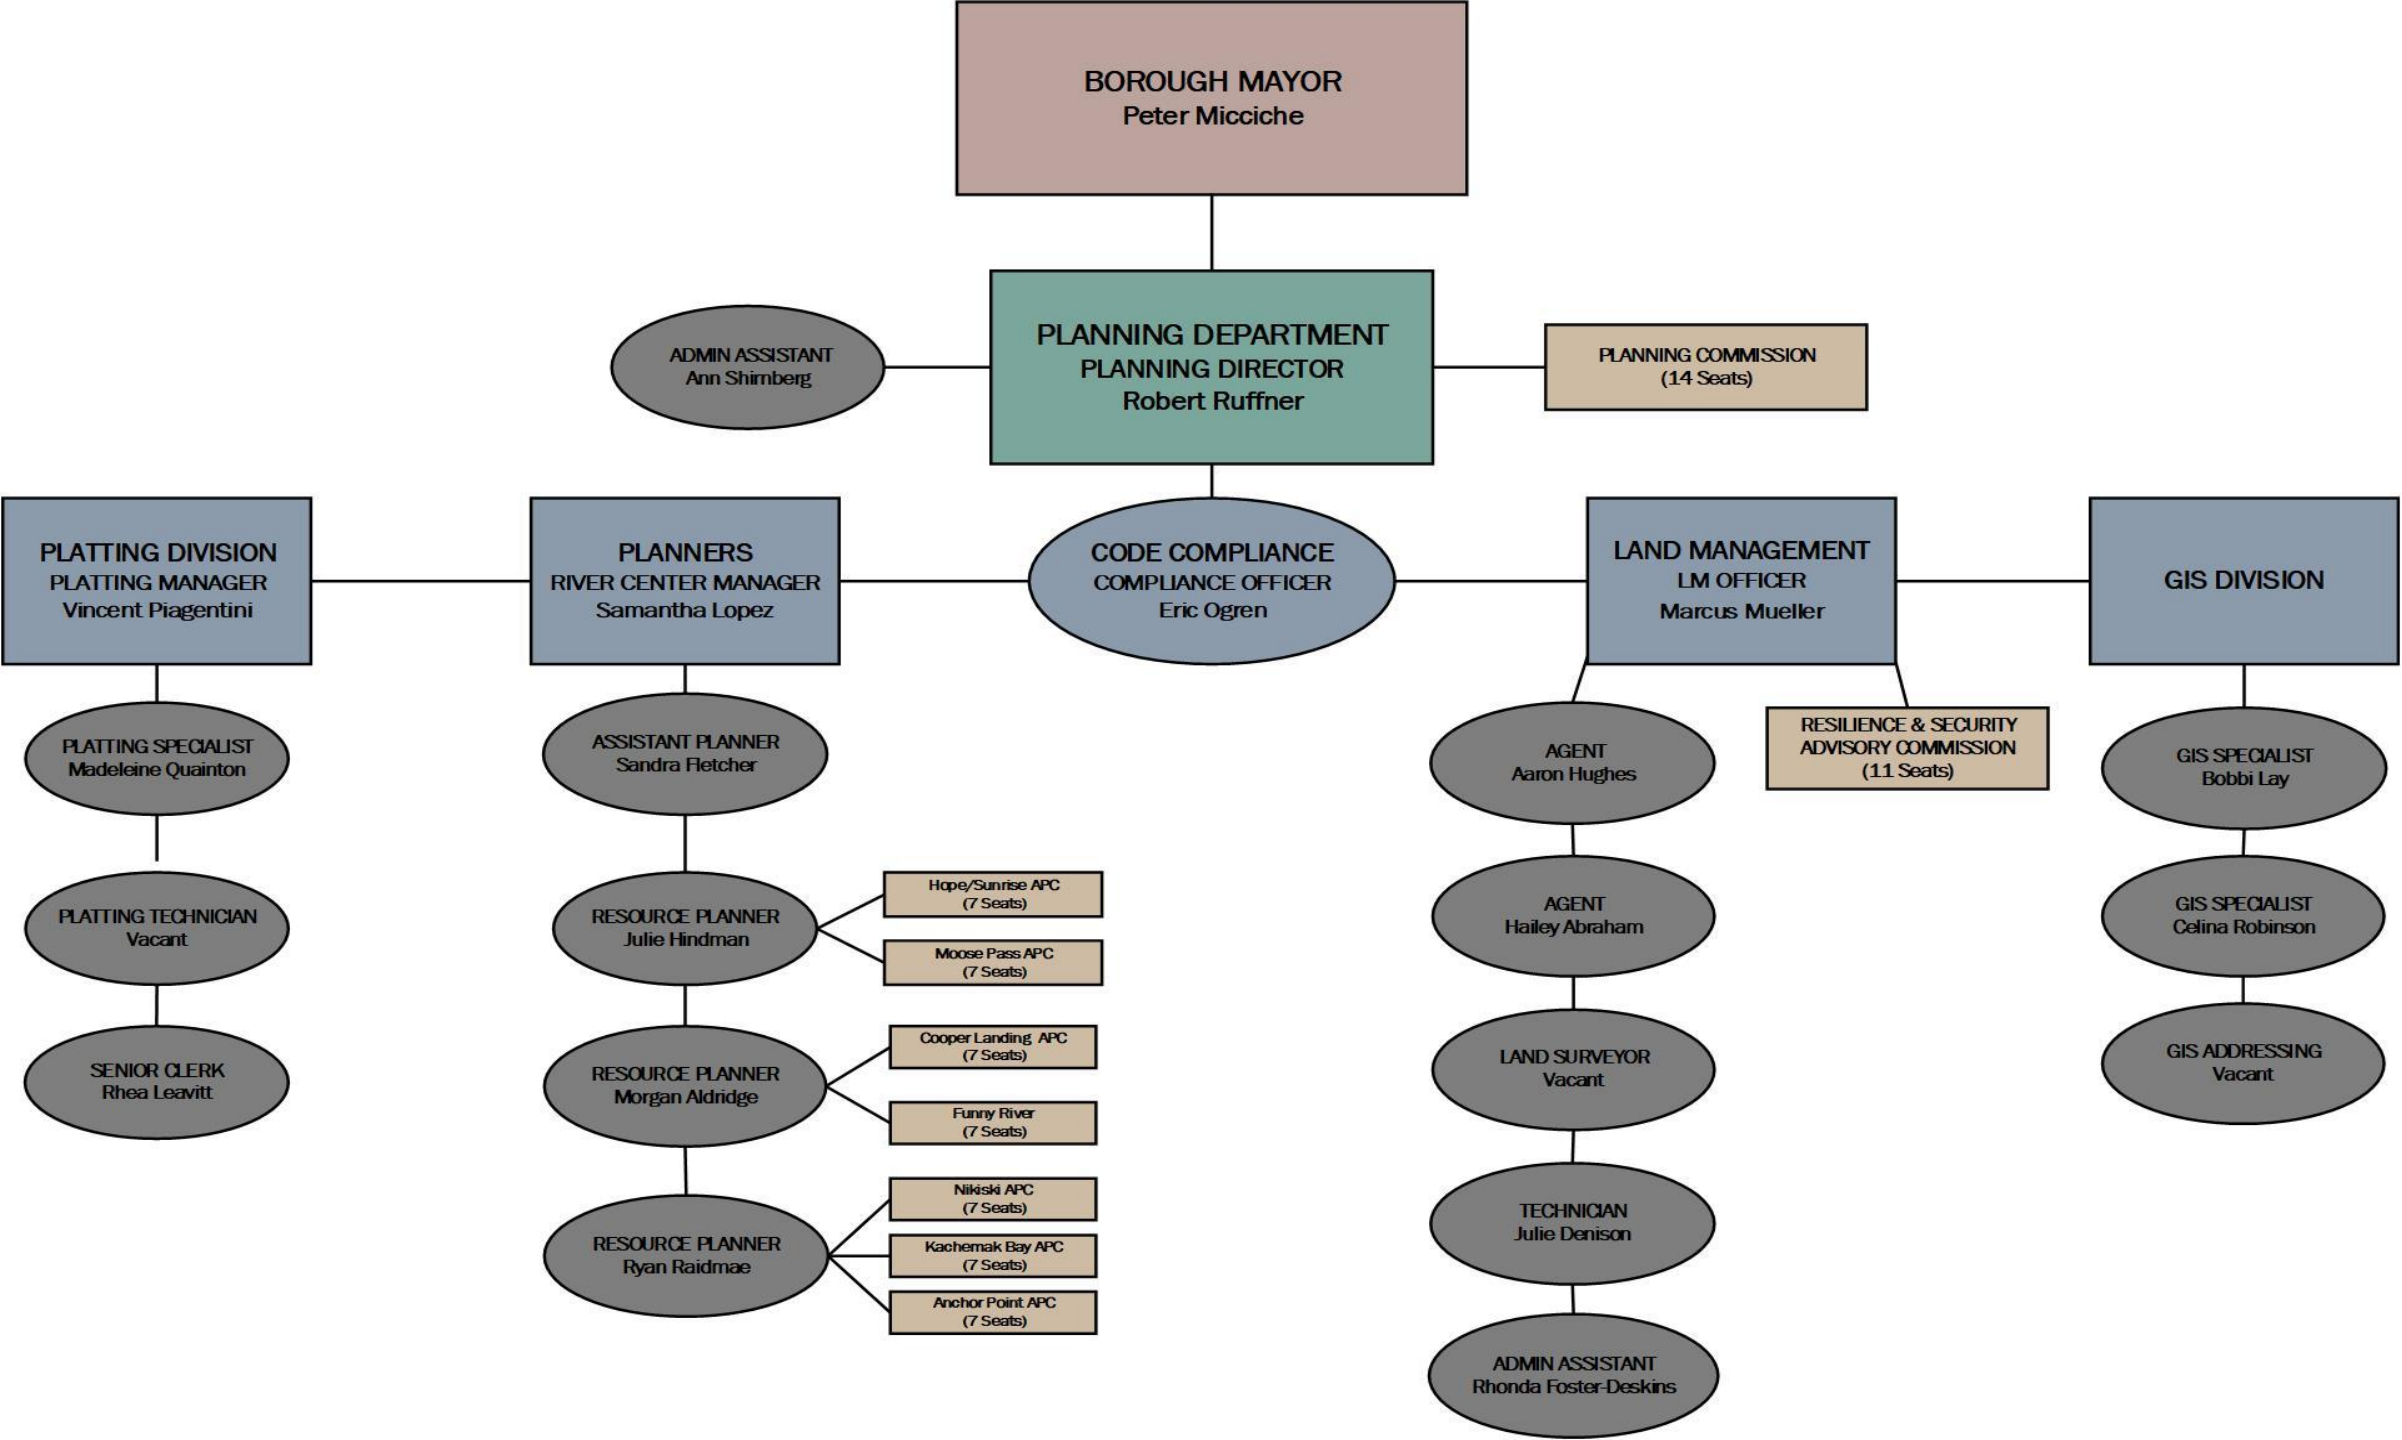 BOROUGH MAYOR
Peter Micciche
ADMIN ASSISTANT
Ann Shirnberg
PLANNING DEPARTMENT
PLANNING DIRECTOR
Robert Ruffner
PLANNING COMMISSION
(14 Seats)
PLATTING DIVISION
PLATTING MANAGER
Vincent Piagentini
PLANNERS
RIVER CENTER MANAGER
Samantha Lopez
CODE COMPLIANCE
COMPLIANCE OFFICER
Eric Ogren
LAND MANAGEMENT
LM OFFICER
Marcus Mueller
GIS DIVISION
PLATTING SPECIALIST
Madeleine Quainton
PLATTING TECHNICIAN
Vacant
SENIOR CLERK
Rhea Leavitt
ASSISTANT PLANNER
Sandra Fletcher
RESOURCE PLANNER
Julie Hindman
Hope/Sunrise APC
(7 Seats)
Moose Pass APC
(7 Seats)
RESOURCE PLANNER
Morgan Aldridge
Cooper Landing APC
(7 Seats)
Funny River
(7 Seats)
RESOURCE PLANNER
Ryan Raidmae
Nikiski APC
(7 Seats)
Kachemak Bay APC
(7 Seats)
Anchor Point APC
(7 Seats)
AGENT
Aaron Hughes
RESILIENCE & SECURITY
ADVISORY COMMISSION
(11 Seats)
AGENT
Hailey Abraham
LAND SURVEYOR
Vacant
TECHNICIAN
Julie Denison
ADMIN ASSISTANT
Rhonda Foster-Deskins
GIS SPECIALIST
Bobbi Lay
GIS SPECIALIST
Celina Robinson
GIS ADDRESSING
Vacant